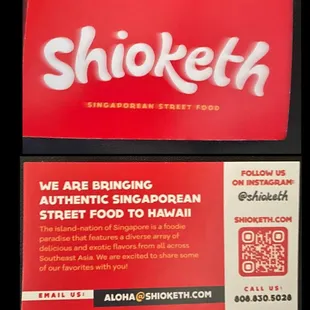 Shioketh
SINGAPOREAN STREET FOOD
WE ARE BRINGING
AUTHENTIC SINGAPOREAN
STREET FOOD TO HAWAII
The island-nation of Singapore is a foodie
paradise that features a diverse array of
delicious and exotic flavors from all across
Southeast Asia. We are excited to share some
of our favorites with you!
EMAIL US:
ALOHA@SHIOKETH.COM
FOLLOW US
ON INSTAGRAM:
@shioketh
SHIOKETH.COM
CALL US:
808.830.5028